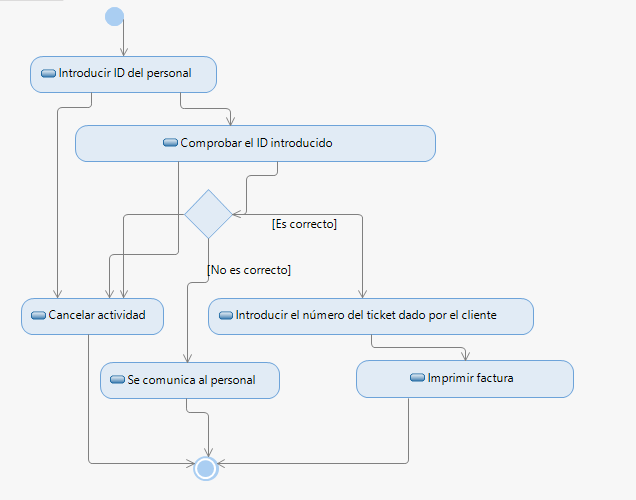 Introducir ID del personal
Comprobar el ID introducido
[Es correcto]
[No es correcto]
Cancelar actividad
Introducir el número del ticket dado por el cliente
Se comunica al personal
Imprimir factura